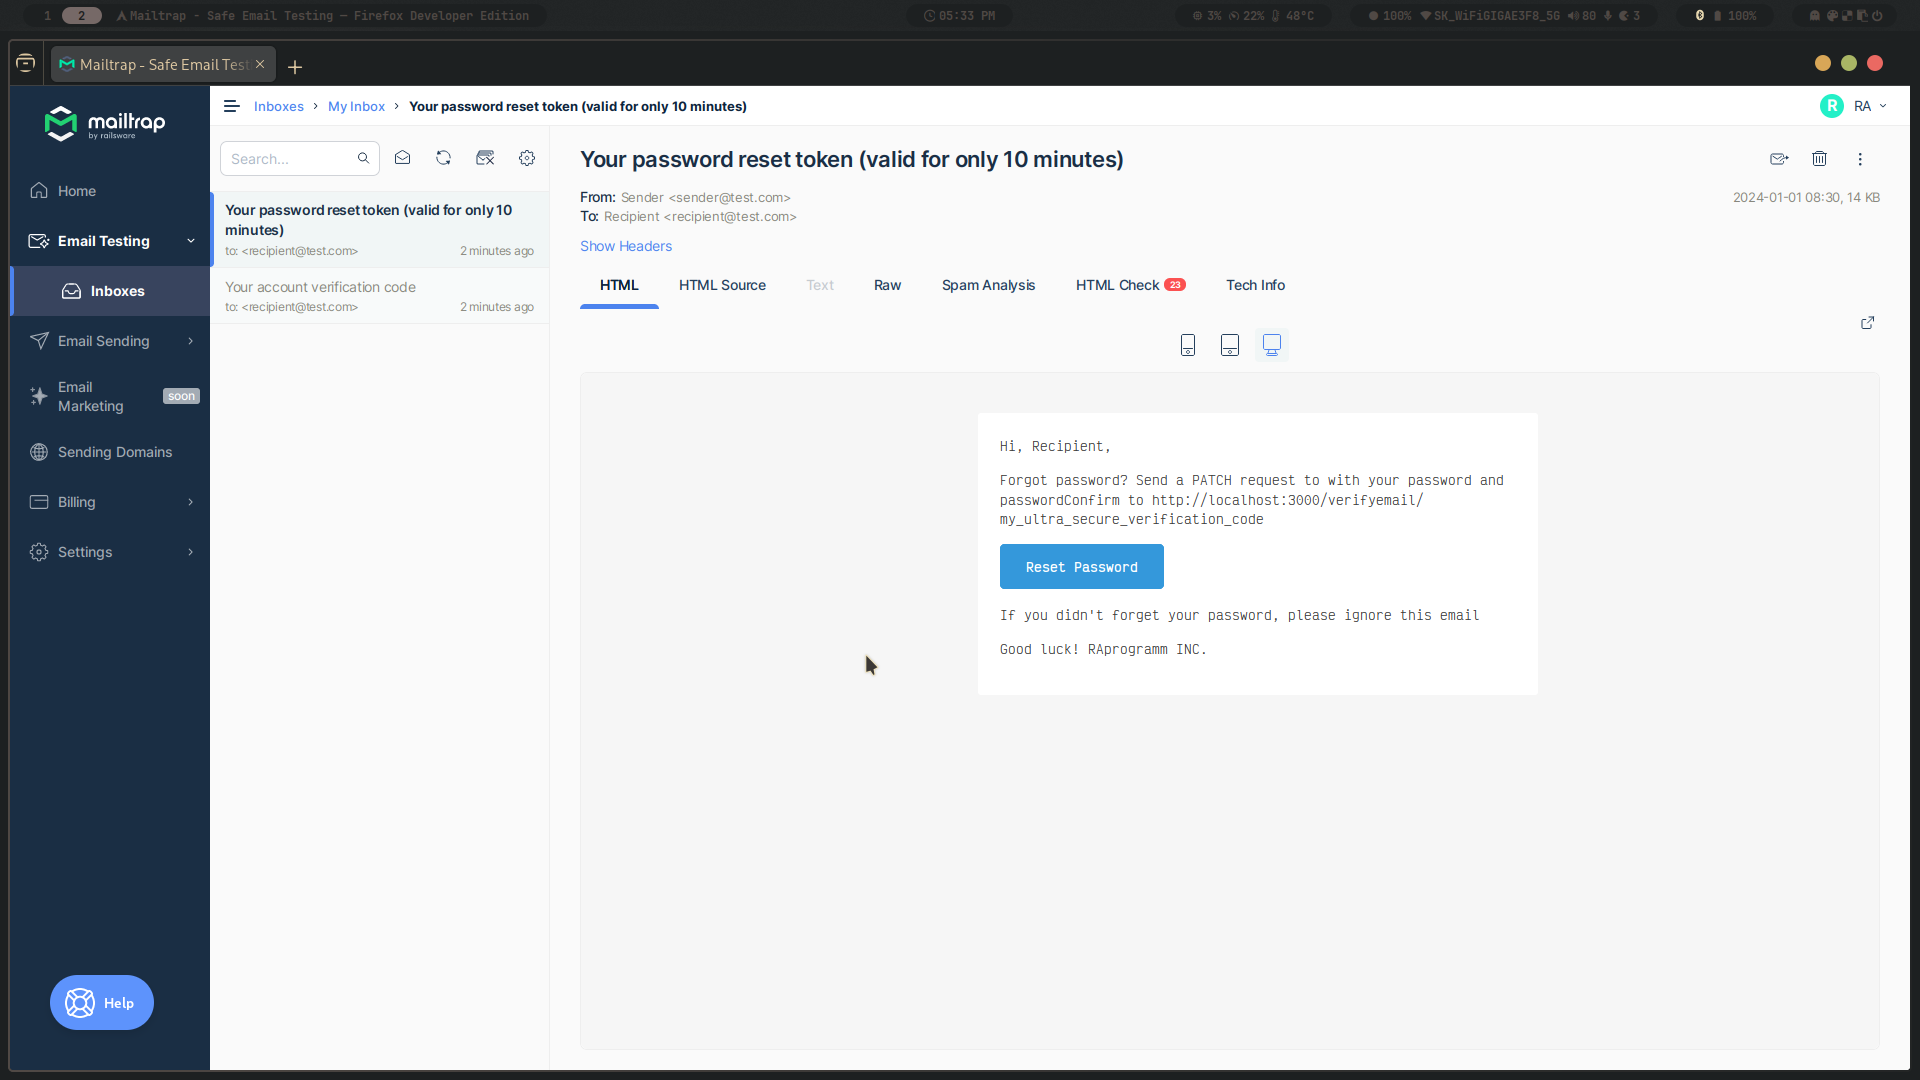 1 2 Mailtrap - Safe Email Testing — Firefox Developer Edition
05:33 PM
3% 22% 48°C
100% SK_WiFiGIGAE3F8_5G 80 3
100%
Mailtrap - Safe Email Test
mailtrap
by railsware
Home
Email Testing
Inboxes
Email Sending
Email
Marketing
soon
Sending Domains
Billing
Settings
Help
Inboxes › My Inbox › Your password reset token (valid for only 10 minutes)
R RA
Search...
Your password reset token (valid for only 10
minutes)
to: <recipient@test.com> 2 minutes ago
Your account verification code
to: <recipient@test.com> 2 minutes ago
Your password reset token (valid for only 10 minutes)
From: Sender <sender@test.com>
2024-01-01 08:30, 14 KB
To: Recipient <recipient@test.com>
Show Headers
HTML HTML Source Text Raw Spam Analysis HTML Check 23 Tech Info
Hi, Recipient,
Forgot password? Send a PATCH request to with your password and
passwordConfirm to http://localhost:3000/verifyemail/
my_ultra_secure_verification_code
Reset Password
If you didn't forget your password, please ignore this email
Good luck! RAprogramm INC.